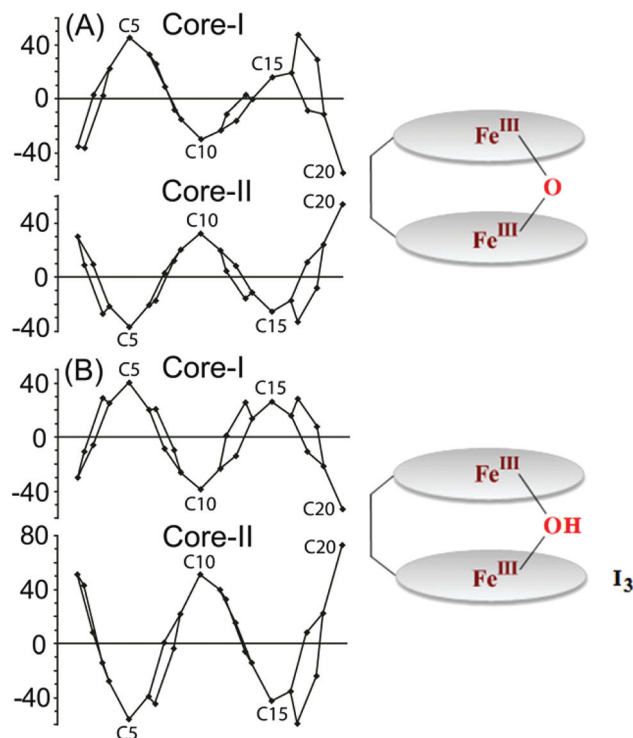 (A) Core-I
40
0
-40
C5
C10
C15
C20
Core-II
40
0
-40
C5
C10
C15
C20
Fe^III
O
Fe^III
(B) Core-I
40
0
-40
C5
C10
C15
C20
Core-II
80
40
0
-40
C5
C10
C15
C20
Fe^III
OH
Fe^III
I_3